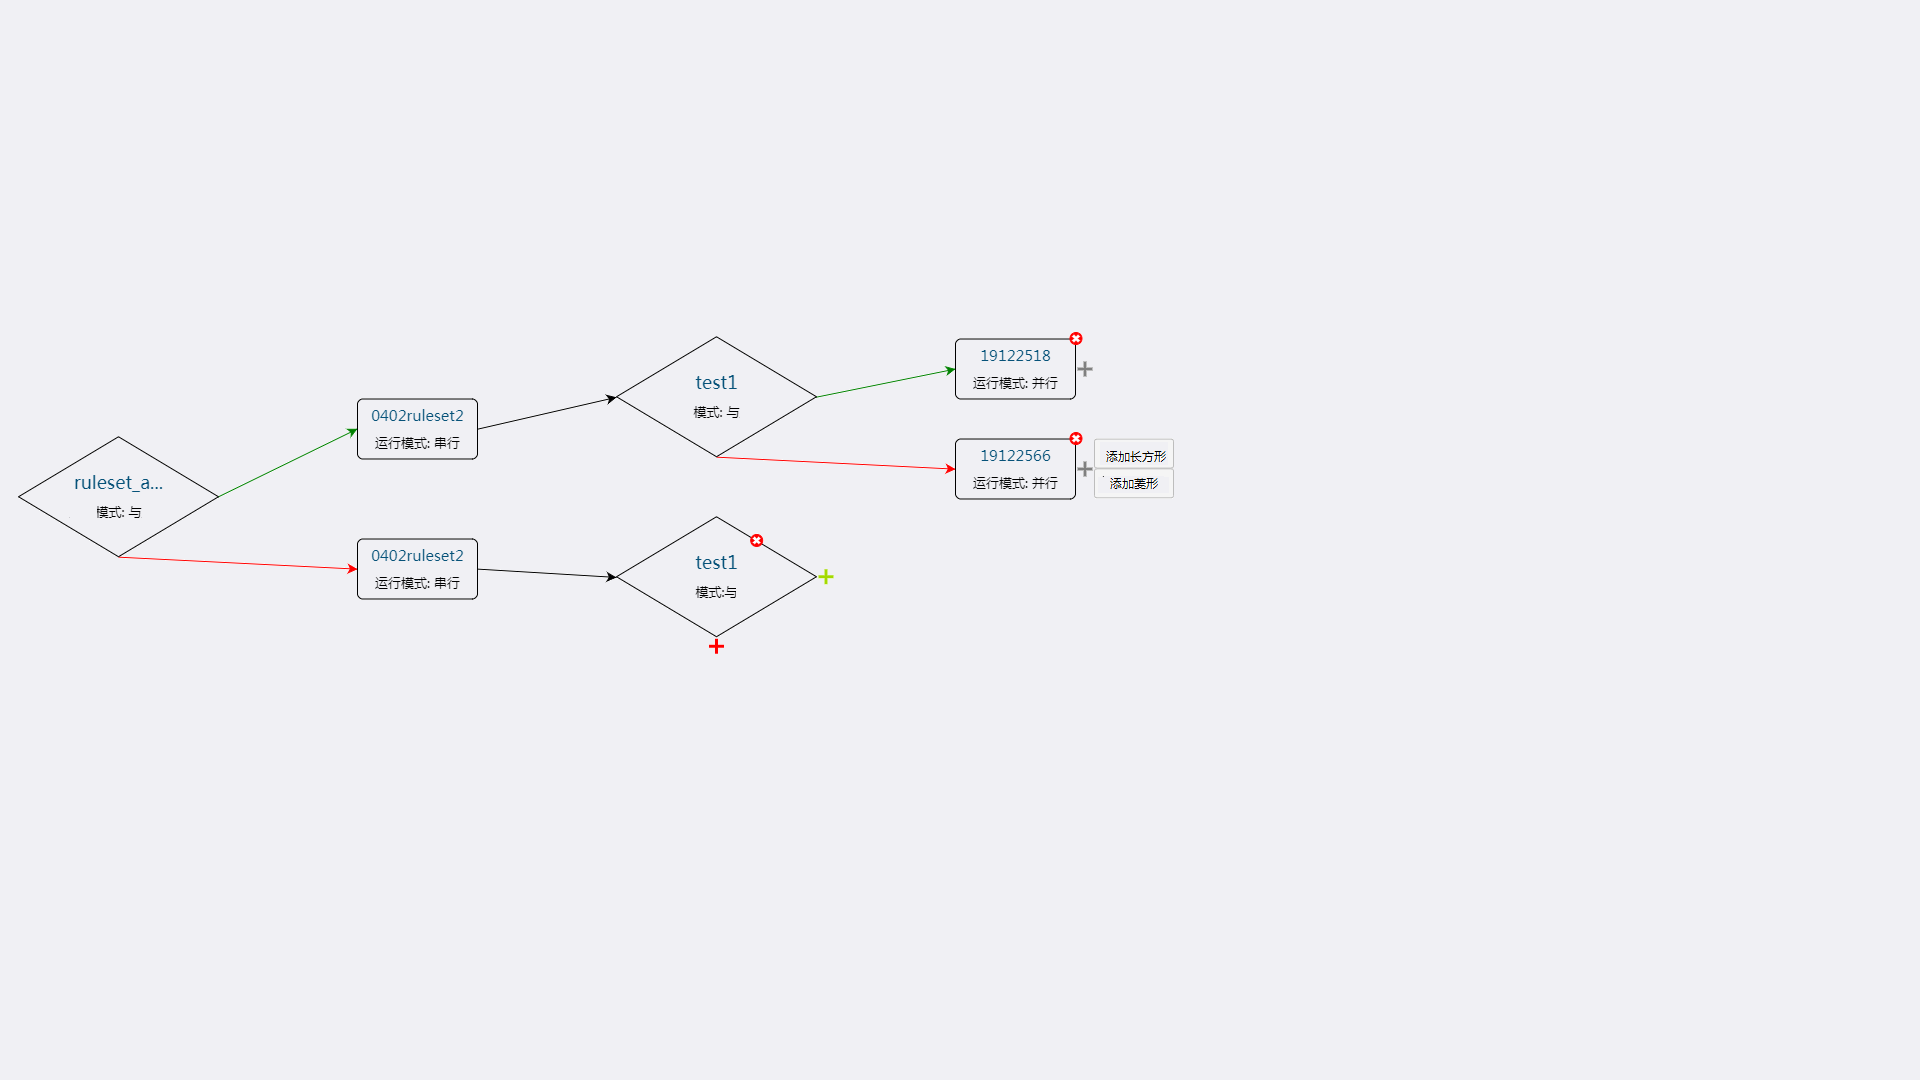 ruleset_a...
模式: 与
0402ruleset2
运行模式: 串行
0402ruleset2
运行模式: 串行
test1
模式: 与
test1
模式:与
19122518
运行模式: 并行
19122566
运行模式: 并行
添加长方形
添加菱形